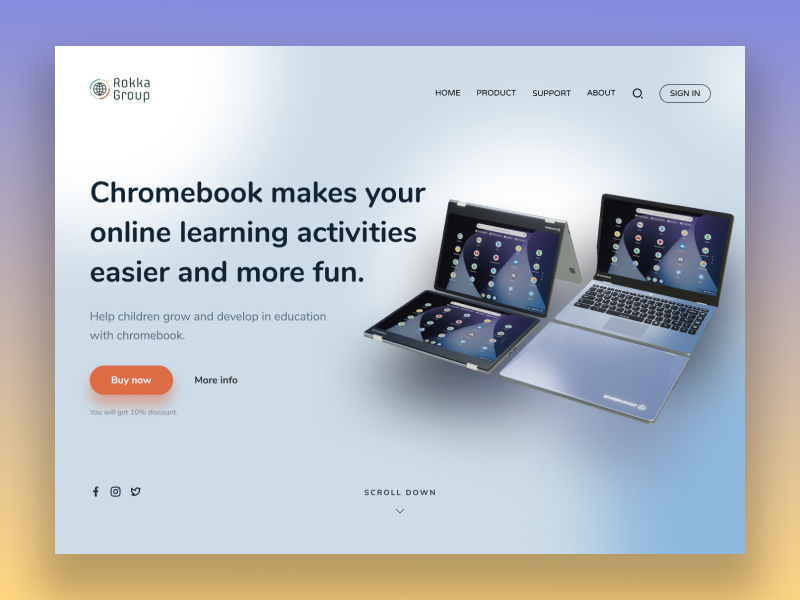 Rokka
Group
HOME PRODUCT SUPPORT ABOUT SIGN IN
Chromebook makes your
online learning activities
easier and more fun.
Help children grow and develop in education
with chromebook.
Buy now More info
You will get 10% discount.
SCROLL DOWN